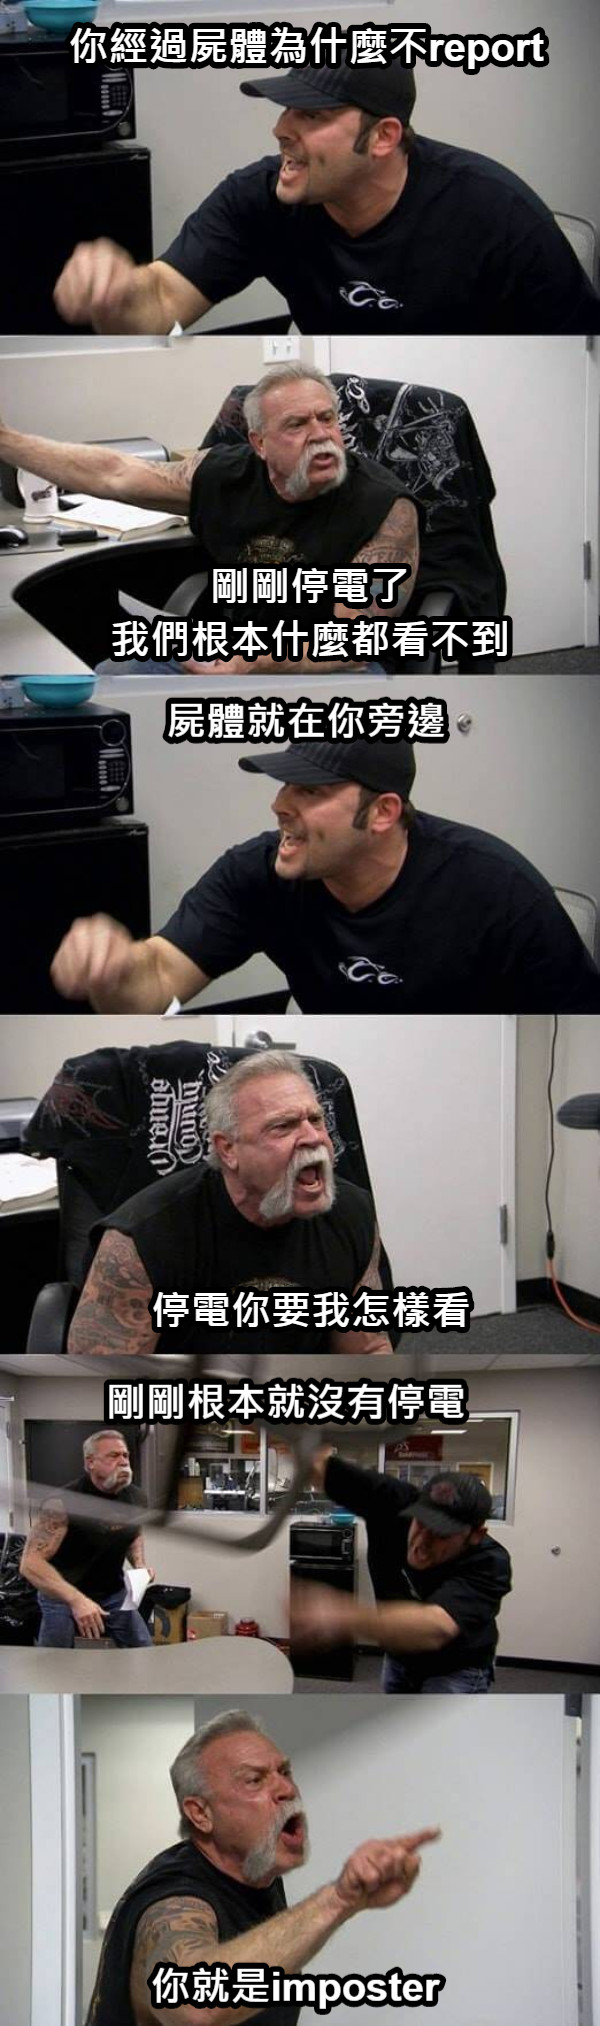 你經過屍體為什麼不report
剛剛停電了
我們根本什麼都看不到
屍體就在你旁邊
Orange
County
停電你要我怎樣看
剛剛根本就沒有停電
你就是imposter